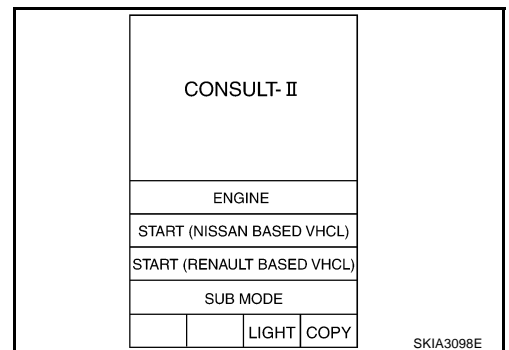 CONSULT-II
ENGINE
START (NISSAN BASED VHCL)
START (RENAULT BASED VHCL)
SUB MODE
LIGHT COPY
SKIA3098E